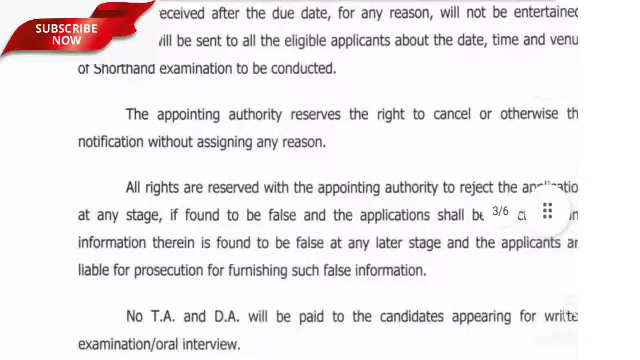 SUBSCRIBE
NOW
eceived after the due date, for any reason, will not be entertained
ill be sent to all the eligible applicants about the date, time and venu
of Shorthand examination to be conducted.
The appointing authority reserves the right to cancel or otherwise th
notification without assigning any reason.
All rights are reserved with the appointing authority to reject the applicatio
at any stage, if found to be false and the applications shall be
3/6
information therein is found to be false at any later stage and the applicants ar
liable for prosecution for furnishing such false information.
No T.A. and D.A. will be paid to the candidates appearing for writte
examination/oral interview.